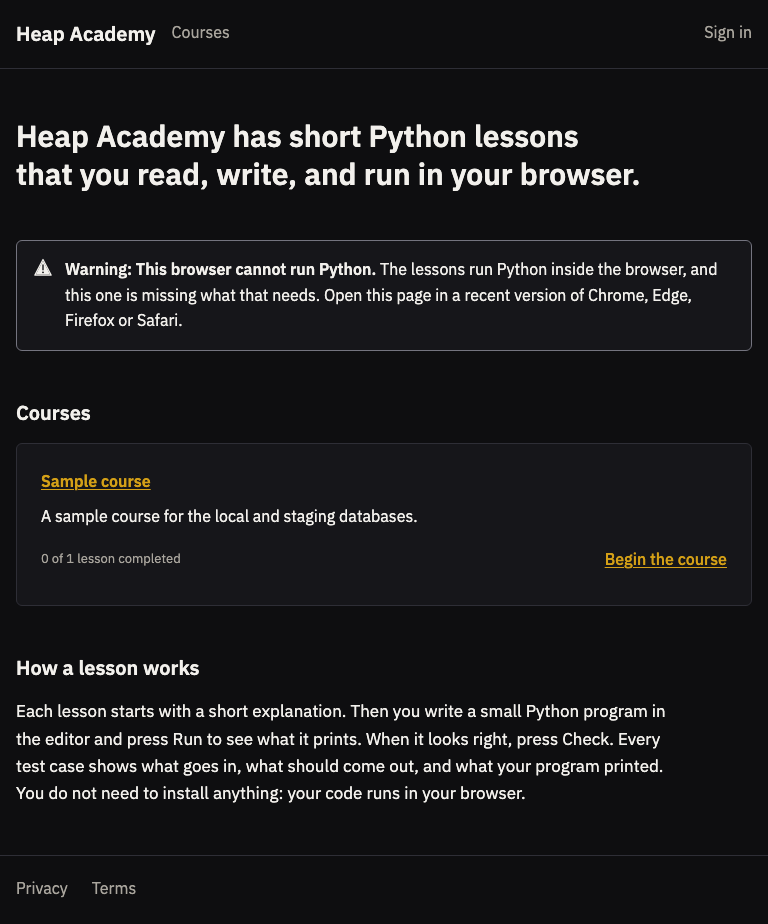 Heap Academy Courses Sign in
Heap Academy has short Python lessons
that you read, write, and run in your browser.
Warning: This browser cannot run Python. The lessons run Python inside the browser, and
this one is missing what that needs. Open this page in a recent version of Chrome, Edge,
Firefox or Safari.
Courses
Sample course
A sample course for the local and staging databases.
0 of 1 lesson completed Begin the course
How a lesson works
Each lesson starts with a short explanation. Then you write a small Python program in
the editor and press Run to see what it prints. When it looks right, press Check. Every
test case shows what goes in, what should come out, and what your program printed.
You do not need to install anything: your code runs in your browser.
Privacy Terms